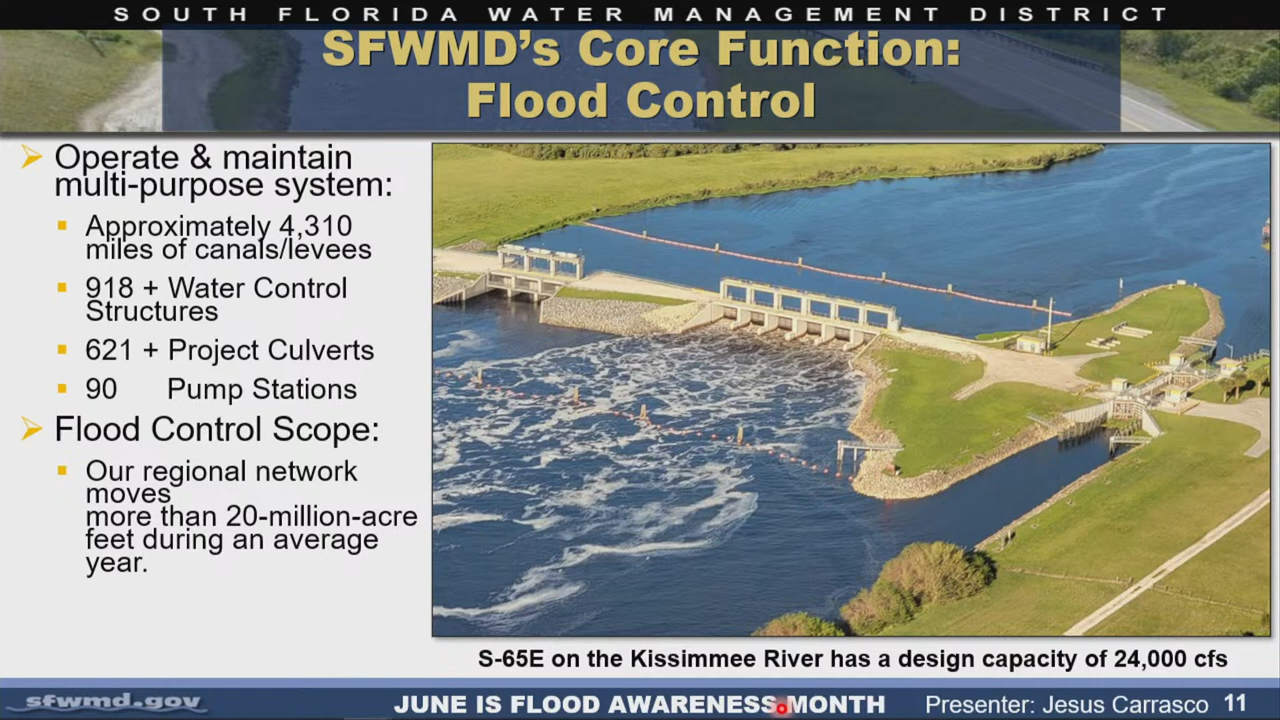 SOUTH FLORIDA WATER MANAGEMENT DISTRICT
SFWMD's Core Function:
Flood Control
Operate & maintain
multi-purpose system:
Approximately 4,310
miles of canals/levees
918 + Water Control
Structures
621 + Project Culverts
90 Pump Stations
Flood Control Scope:
Our regional network
moves
more than 20-million-acre
feet during an average
year.
S-65E on the Kissimmee River has a design capacity of 24,000 cfs
sfwmd.gov
JUNE IS FLOOD AWARENESS MONTH
Presenter: Jesus Carrasco 11